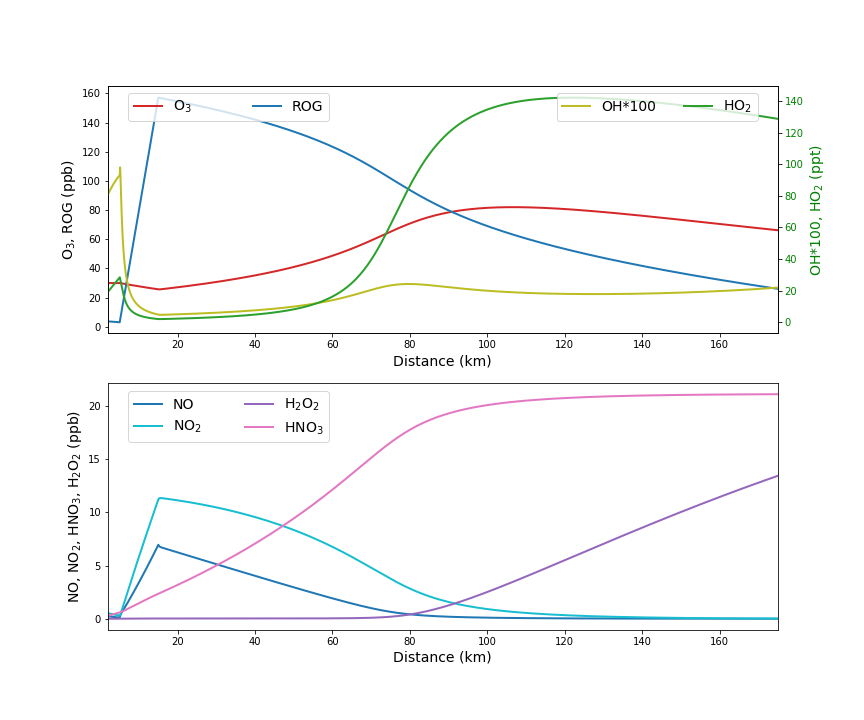 O₃ ROG OH*100 HO₂
160
140
120
100
80
60
40
20
0
O₃, ROG (ppb)
140
120
100
80
60
40
20
0
OH*100, HO₂ (ppt)
20 40 60 80 100 120 140 160
Distance (km)
NO H₂O₂
NO₂ HNO₃
20
15
10
5
0
NO, NO₂, HNO₃, H₂O₂ (ppb)
20 40 60 80 100 120 140 160
Distance (km)